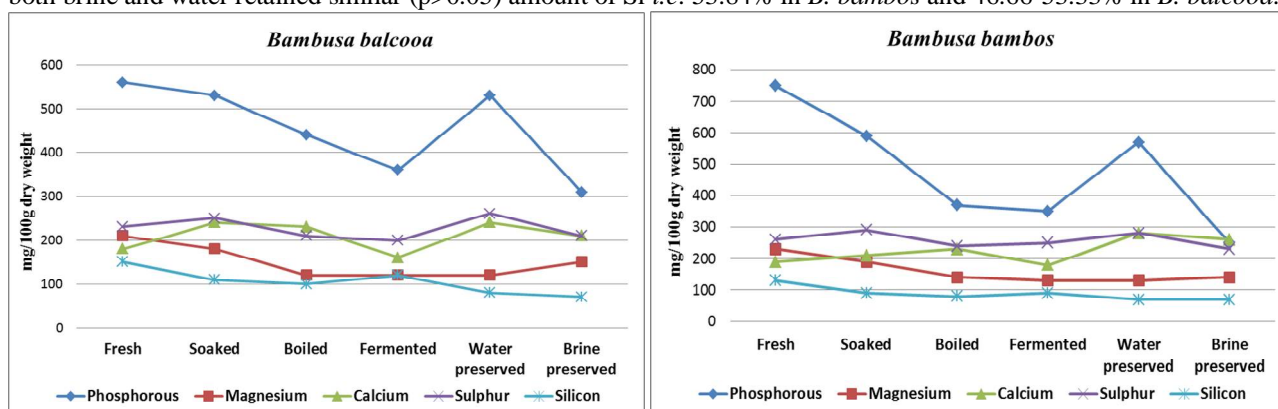 both brine and water retained similar (p>0.05) amount of Si i.e. 53.84% in B. bambos and 46.66-53.33% in B. balcooa.
Bambusa balcooa
mg/100g dry weight
600
500
400
300
200
100
0
Fresh Soaked Boiled Fermented Water preserved Brine preserved
Phosphorous Magnesium Calcium Sulphur Silicon
Bambusa bambos
mg/100g dry weight
800
700
600
500
400
300
200
100
0
Fresh Soaked Boiled Fermented Water preserved Brine preserved
Phosphorous Magnesium Calcium Sulphur Silicon